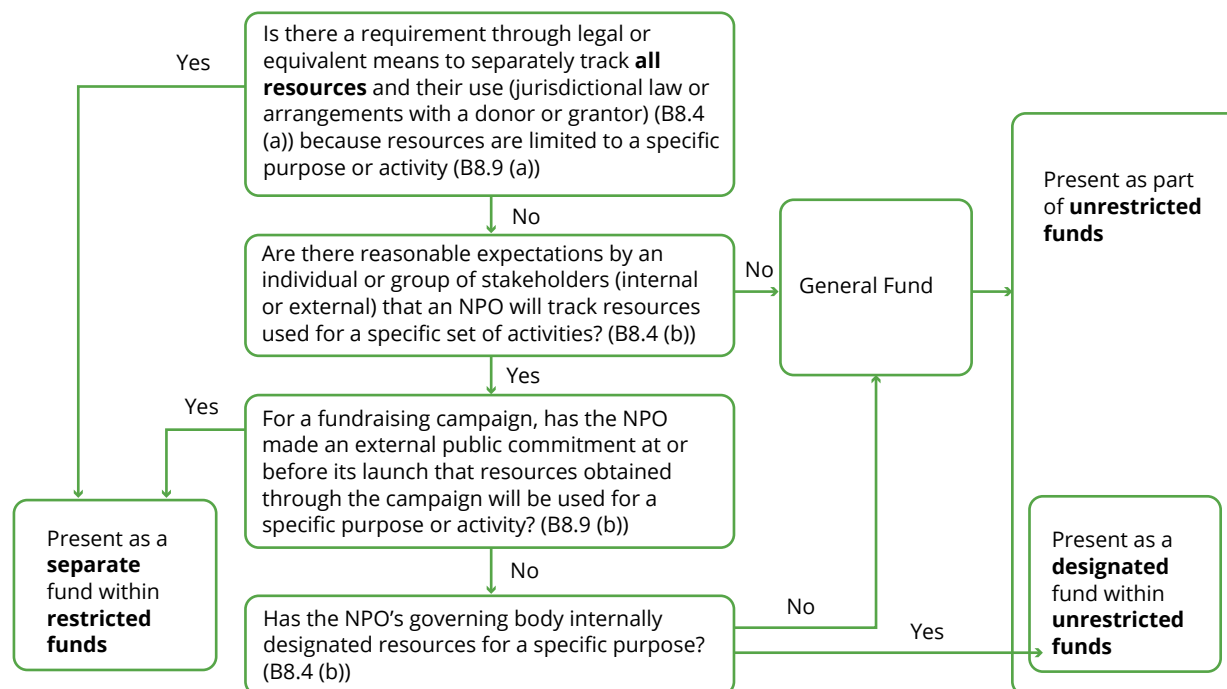 Is there a requirement through legal or
equivalent means to separately track all
resources and their use (jurisdictional law or
arrangements with a donor or grantor) (B8.4
(a)) because resources are limited to a specific
purpose or activity (B8.9 (a))
Yes
No
Are there reasonable expectations by an
individual or group of stakeholders (internal
or external) that an NPO will track resources
used for a specific set of activities? (B8.4 (b))
No
General Fund
Present as part
of unrestricted
funds
Yes
Yes
For a fundraising campaign, has the NPO
made an external public commitment at or
before its launch that resources obtained
through the campaign will be used for a
specific purpose or activity? (B8.9 (b))
Present as a
separate
fund within
restricted
funds
No
Has the NPO’s governing body internally
designated resources for a specific purpose?
(B8.4 (b))
No
Yes
Present as a
designated
fund within
unrestricted
funds